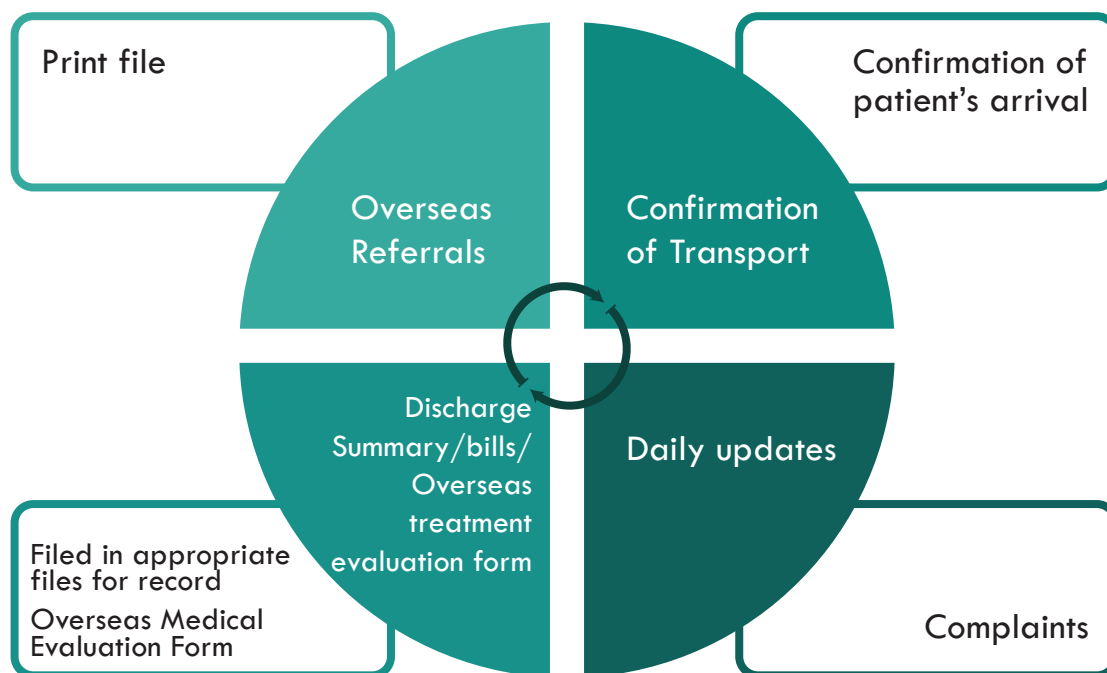 Print file
Confirmation of
patient's arrival
Overseas
Referrals
Confirmation
of Transport
Discharge
Summary/bills/
Overseas
treatment
evaluation form
Daily updates
Filed in appropriate
files for record
Overseas Medical
Evaluation Form
Complaints